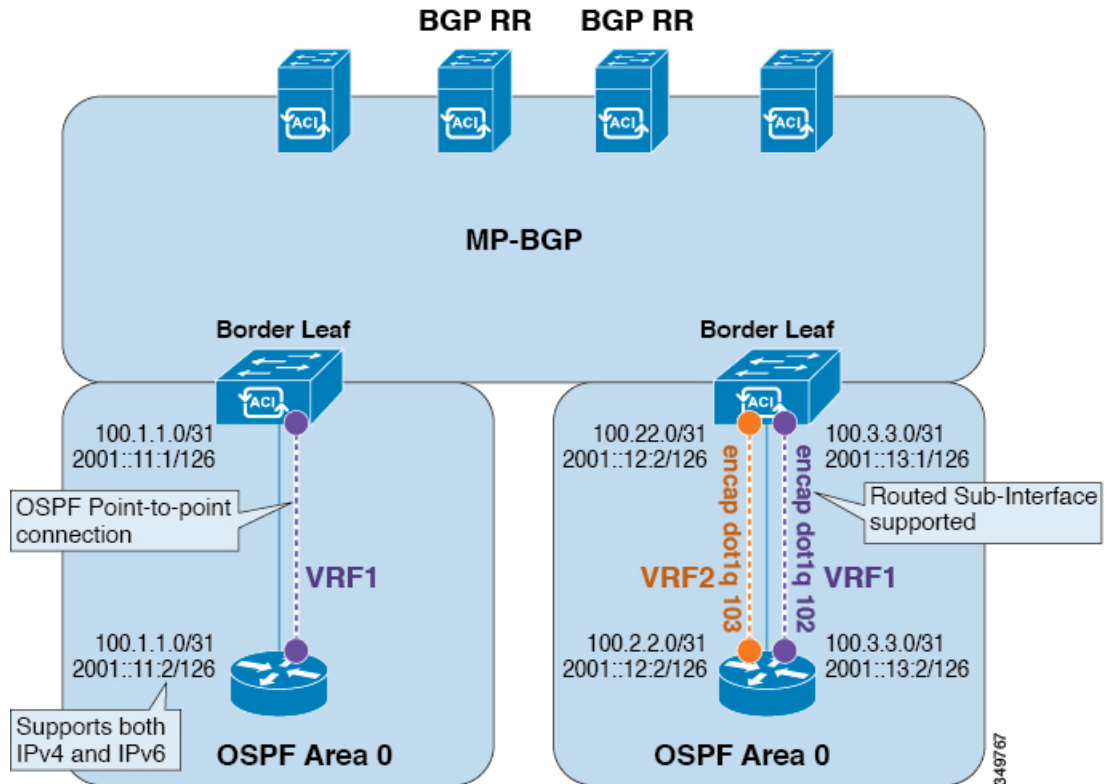 BGP RR
BGP RR
ACI
ACI
ACI
ACI
MP-BGP
Border Leaf
Border Leaf
ACI
ACI
100.1.1.0/31
2001::11:1/126
100.22.0/31
2001::12:2/126
100.3.3.0/31
2001::13:1/126
OSPF Point-to-point
connection
Routed Sub-Interface
supported
encap dot1q 103
encap dot1q 102
VRF1
VRF2
VRF1
100.1.1.0/31
2001::11:2/126
100.2.2.0/31
2001::12:2/126
100.3.3.0/31
2001::13:2/126
Supports both
IPv4 and IPv6
OSPF Area 0
OSPF Area 0
349767